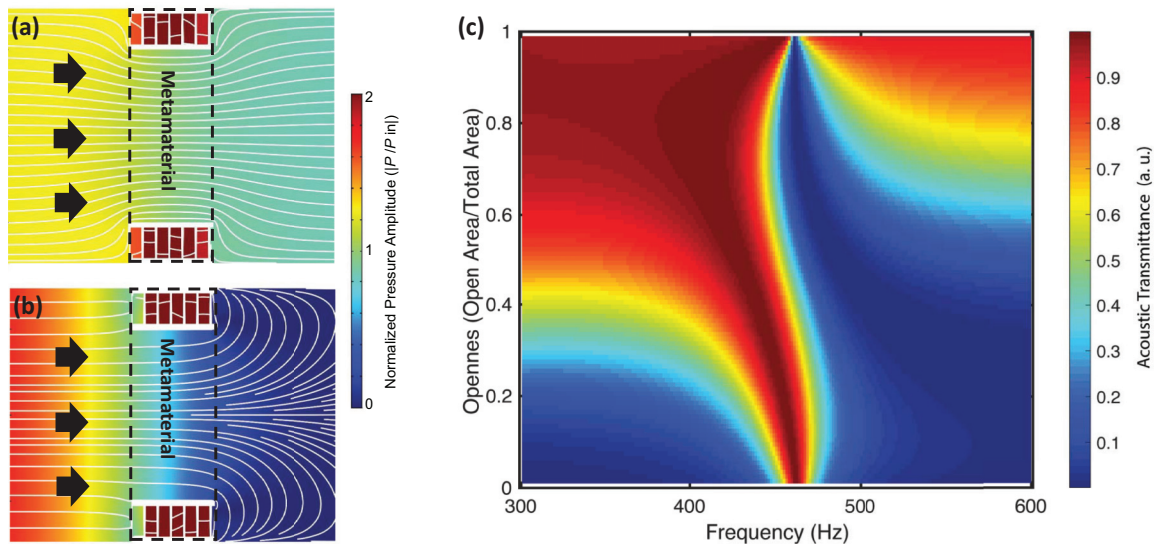 (a)
Metamaterial
(b)
Metamaterial
2
1
0
Normalized Pressure Amplitude (|P /P in|)
(c)
1
0.8
0.6
0.4
0.2
0
Opennes (Open Area/Total Area)
300
400
500
600
Frequency (Hz)
0.9
0.8
0.7
0.6
0.5
0.4
0.3
0.2
0.1
Acoustic Transmittance (a. u.)